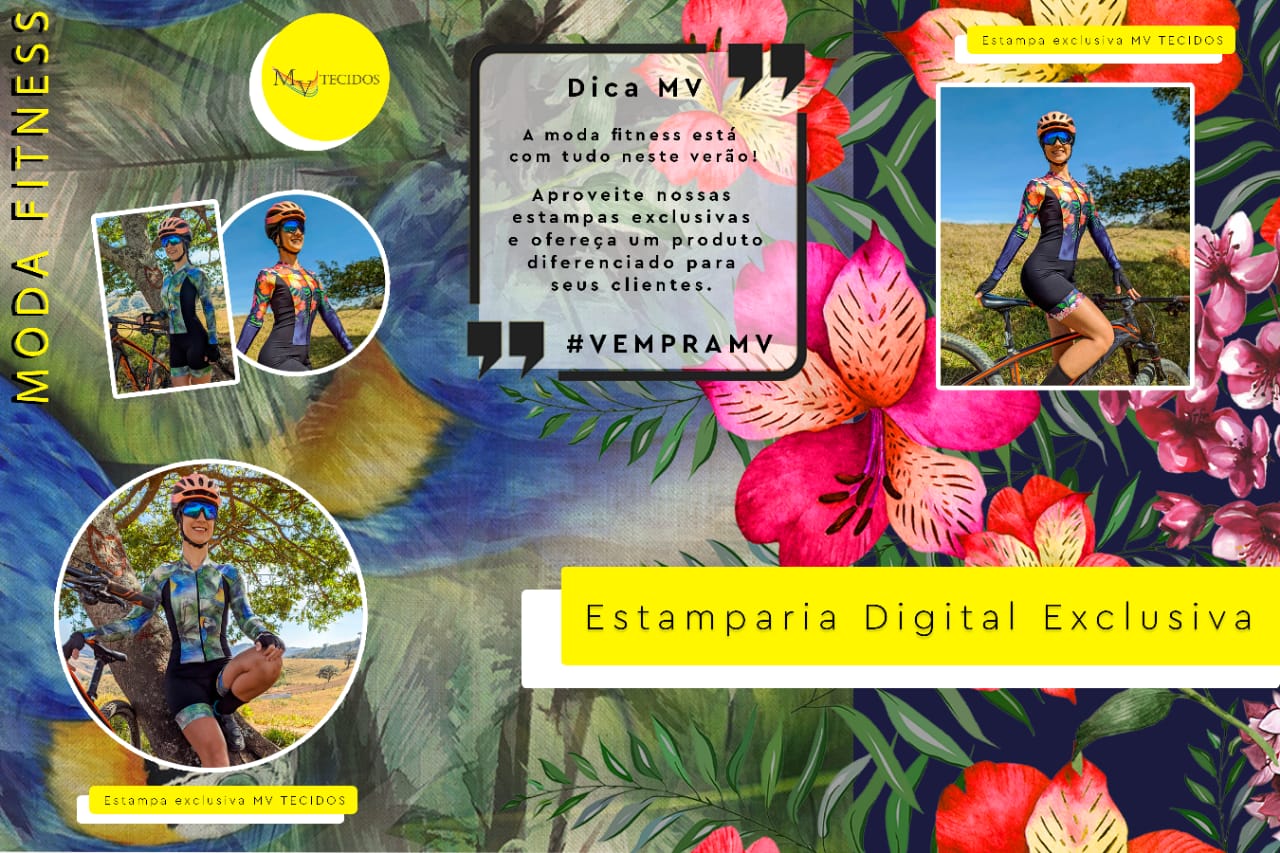 MODA FITNESS
MV TECIDOS
Dica MV
A moda fitness está
com tudo neste verão!
Aproveite nossas
estampas exclusivas
e ofereça um produto
diferenciado para
seus clientes.
#VEMPRAMV
Estampa exclusiva MV TECIDOS
Estamparia Digital Exclusiva
Estampa exclusiva MV TECIDOS